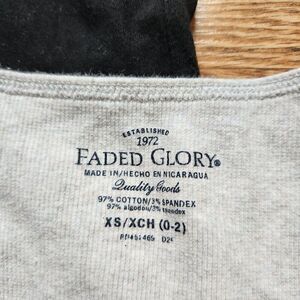 ESTABLISHED
1972
FADED GLORY®
MADE IN/HECHO EN NICARAGUA
Quality Goods
97% COTTON/3% SPANDEX
97% algodon/3% spandex
XS/XCH (0-2)